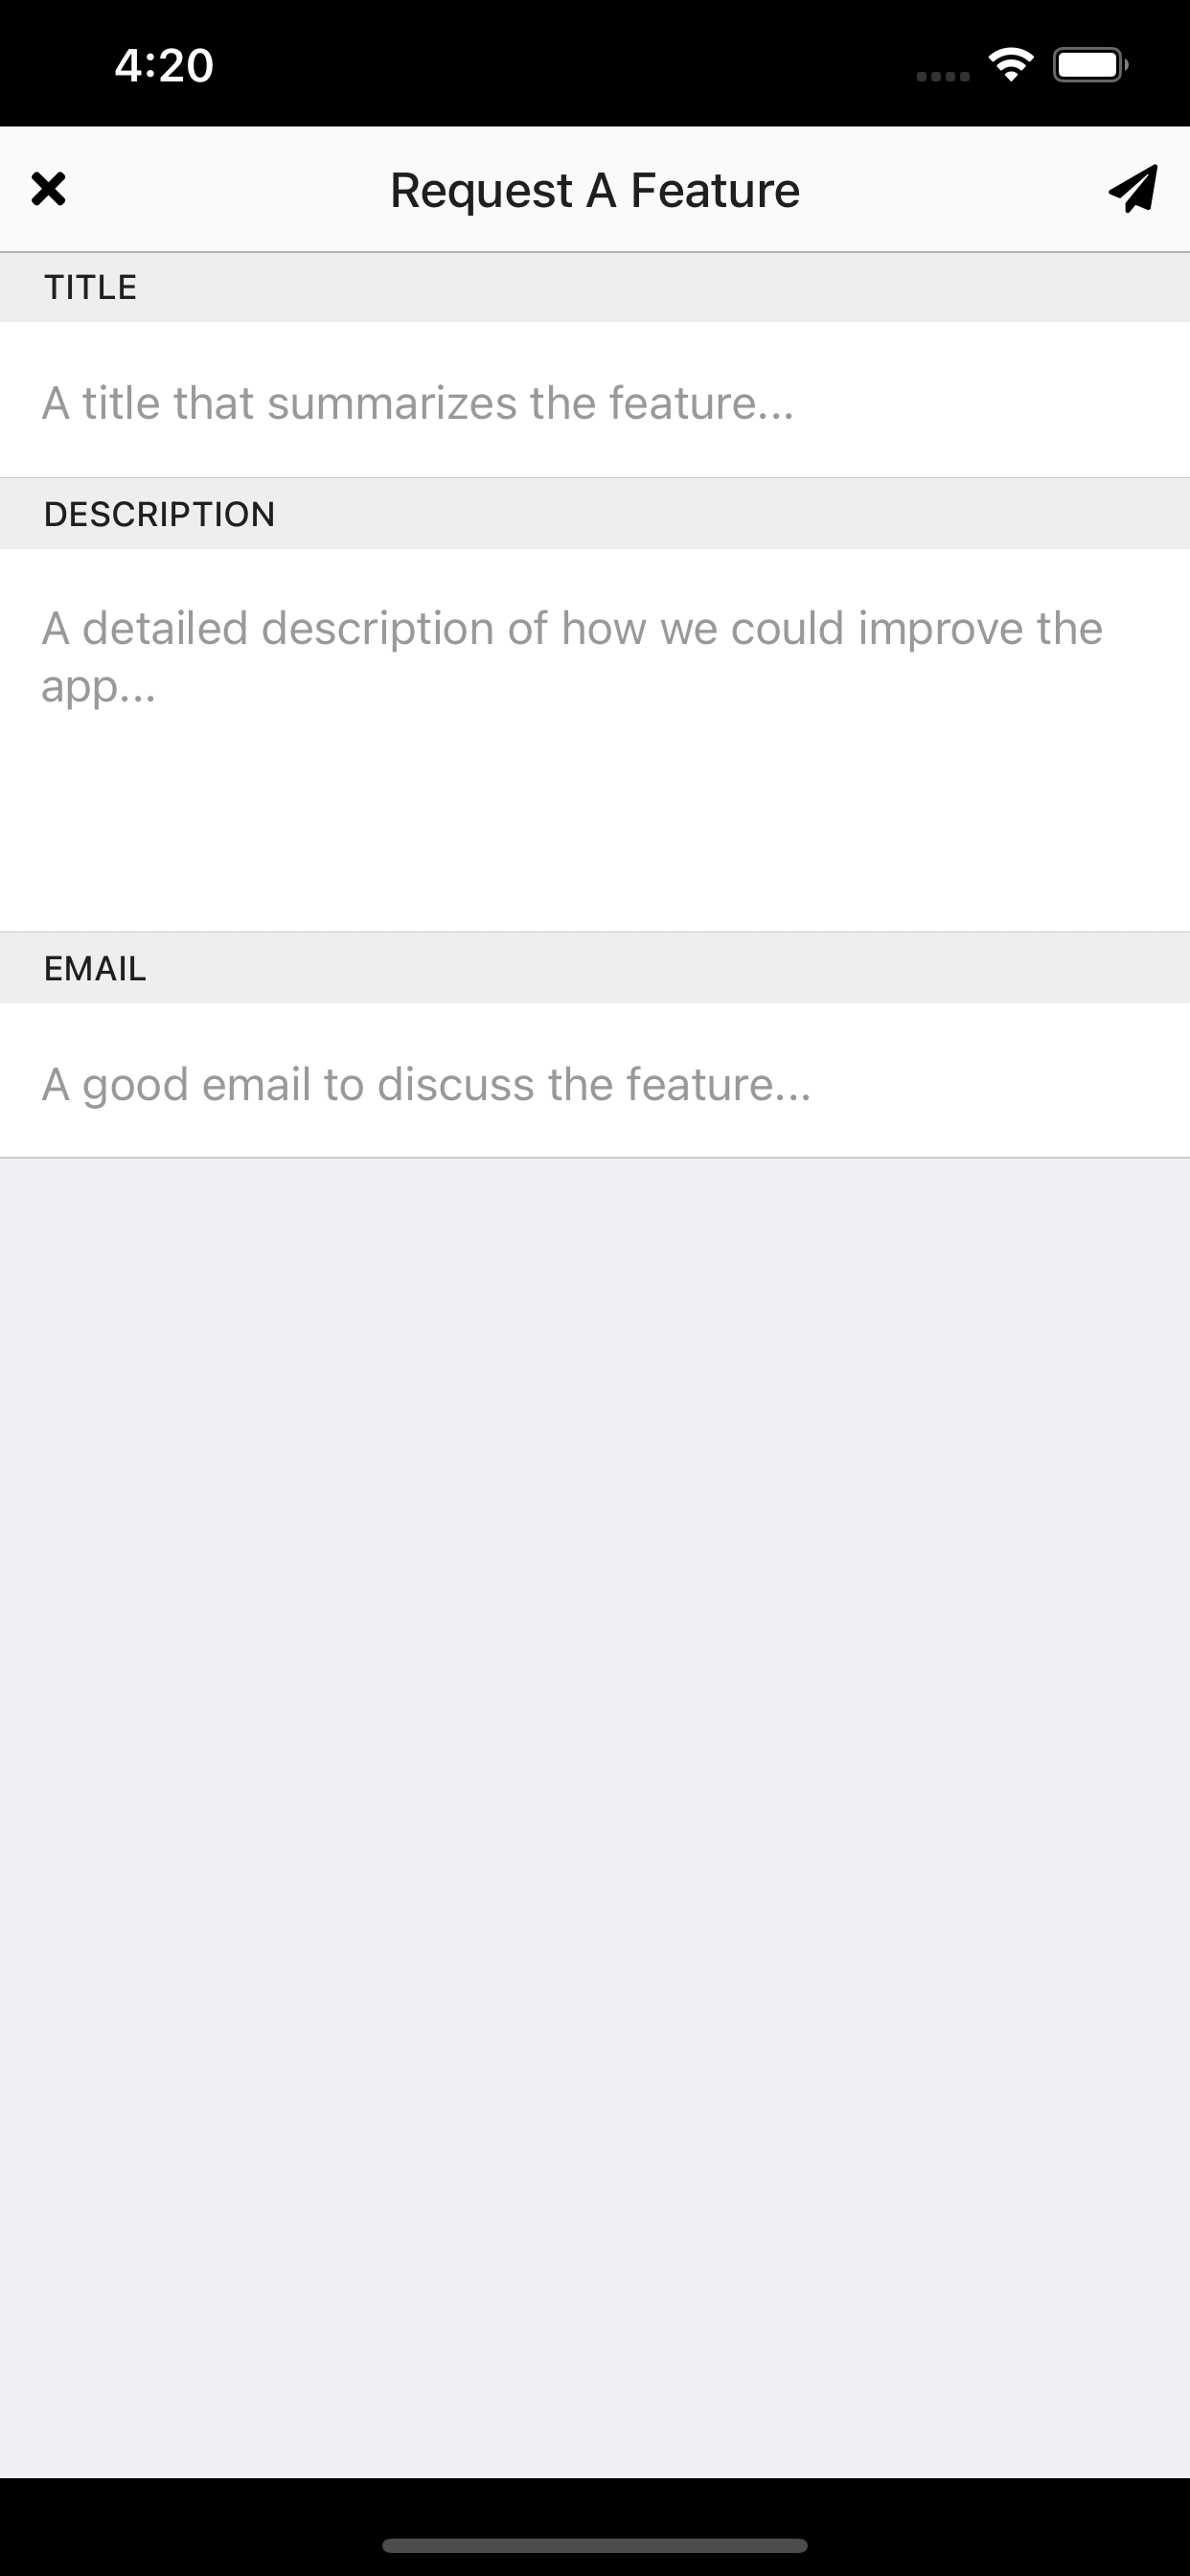 4:20
Request A Feature
TITLE
A title that summarizes the feature...
DESCRIPTION
A detailed description of how we could improve the
app...
EMAIL
A good email to discuss the feature...